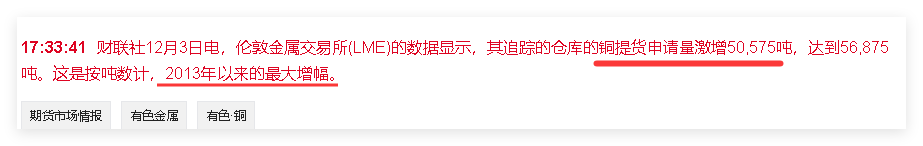 17:33:41 财联社12月3日电，伦敦金属交易所(LME)的数据显示，其追踪的仓库的铜提货申请量激增50,575吨，达到56,875
吨。这是按吨数计，2013年以来的最大增幅。
期货市场情报 有色金属 有色·铜